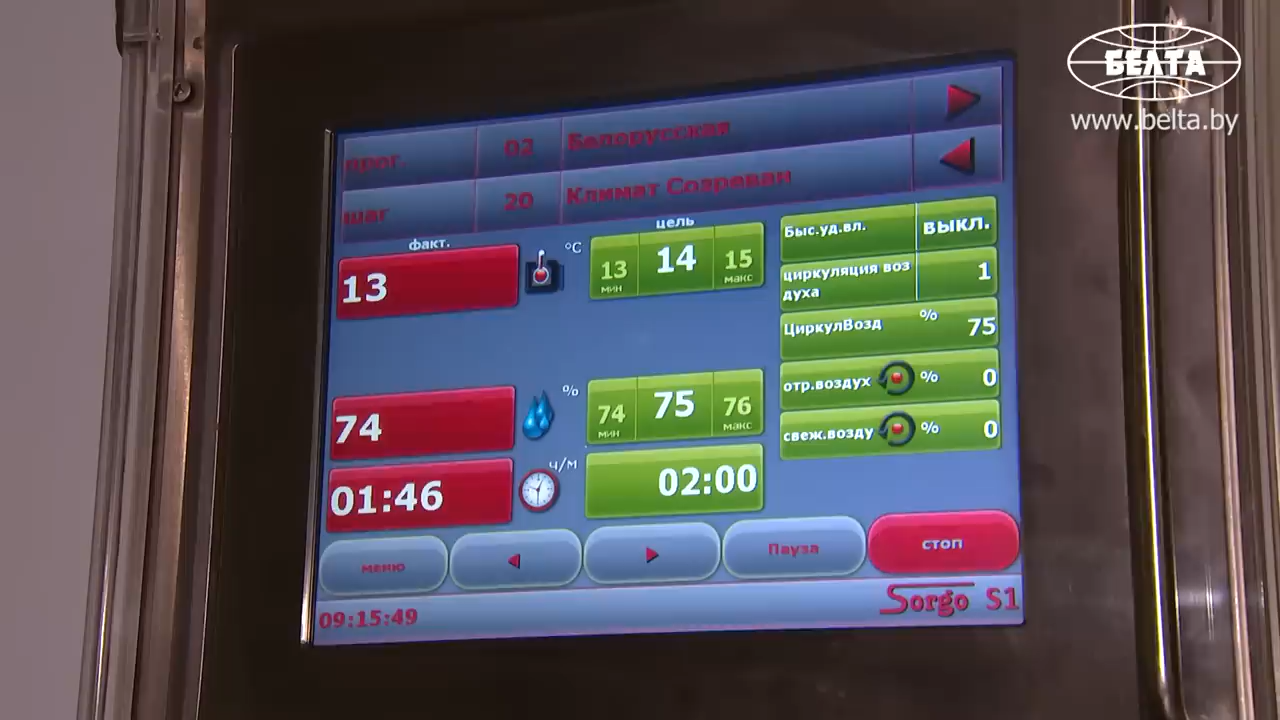 БЕЛТА
www.belta.by
прог. 02 Белорусская
шаг 20 Климат Созреван
факт. °C цель
13 13 мин 14 15 макс
Быс.уд.вл. выкл.
циркуляция воз
духа 1
ЦиркулВозд % 75
отр.воздух % 0
свеж.возду % 0
74 % 74 мин 75 76 макс
01:46 ч/м 02:00
меню Пауза стоп
09:15:49 Sorgo S1